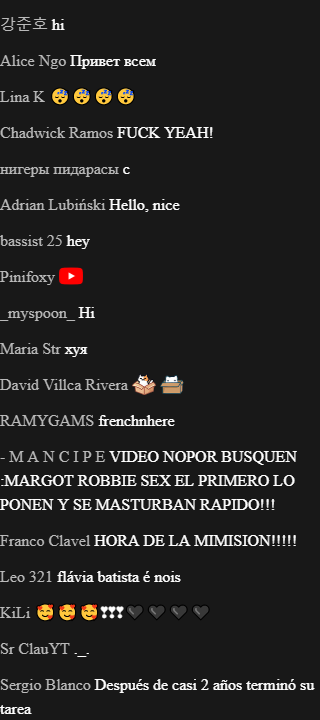 강준호 hi
Alice Ngo Привет всем
Lina K 😴😴😴😴
Chadwick Ramos FUCK YEAH!
нигеры пидарасы с
Adrian Lubiński Hello, nice
bassist 25 hey
Pinifoxy
_myspoon_ Hi
Maria Str хуя
David Villca Rivera
RAMYGAMS frenchnhere
- M A N C I P E VIDEO NOPOR BUSQUEN
:MARGOT ROBBIE SEX EL PRIMERO LO
PONEN Y SE MASTURBAN RAPIDO!!!
Franco Clavel HORA DE LA MIMISION!!!!!
Leo 321 flávia batista é nois
KiLi 🥰🥰🥰❣❣❣🖤🖤🖤🖤
Sr ClauYT ._.
Sergio Blanco Después de casi 2 años terminó su
tarea